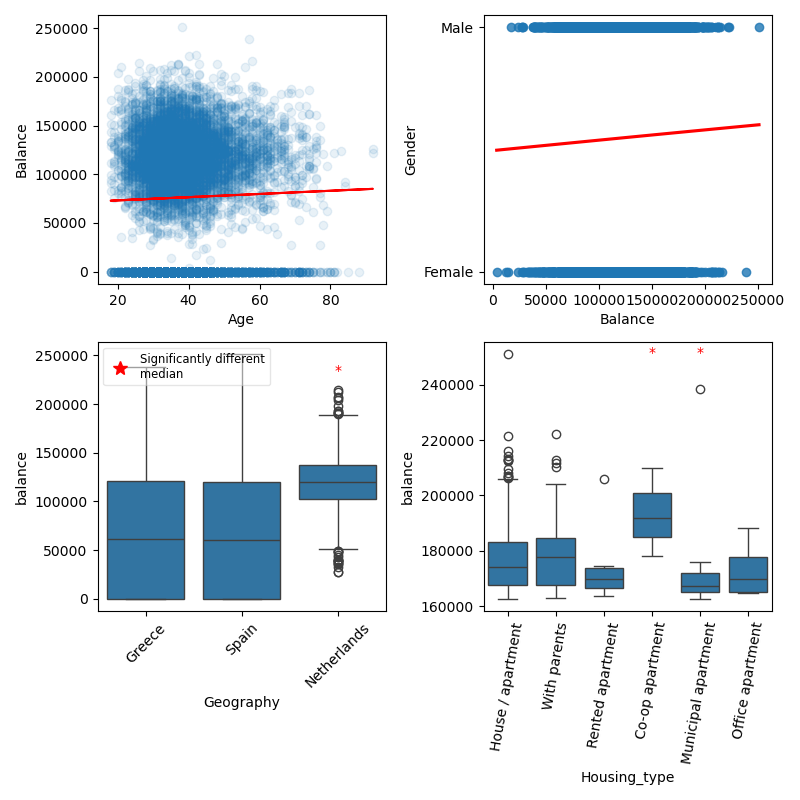 250000
200000
150000
100000
50000
0
Balance
20 40 60 80
Age
Male
Female
Gender
0 50000 100000 150000 200000 250000
Balance
Significantly different
median
*
250000
200000
150000
100000
50000
0
balance
Greece Spain Netherlands
Geography
* *
240000
220000
200000
180000
160000
balance
House / apartment With parents Rented apartment Co-op apartment Municipal apartment Office apartment
Housing_type